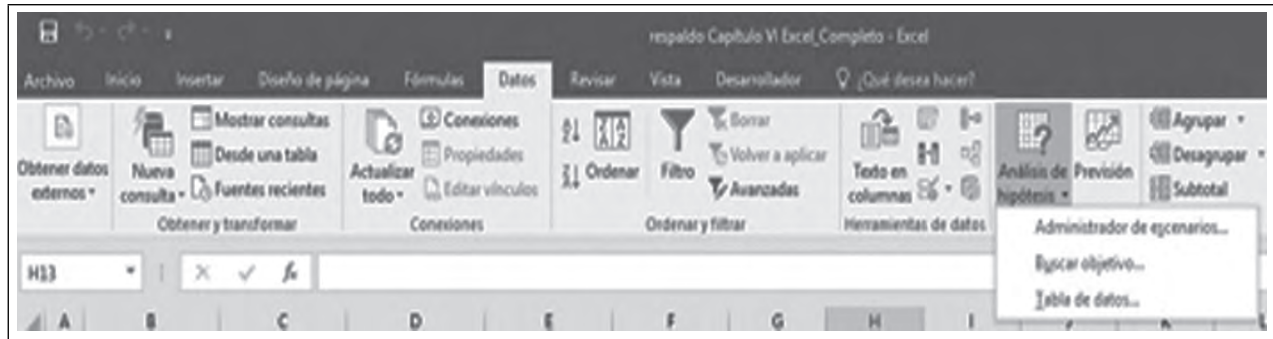 respaldo Capítulo VI Excel_Completo - Excel
Archivo Inicio Insertar Diseño de página Fórmulas Datos Revisar Vista Desarrollador ¿Qué desea hacer?
Obtener datos externos
Nueva consulta
Mostrar consultas
Desde una tabla
Fuentes recientes
Obtener y transformar
Actualizar todo
Conexiones
Propiedades
Editar vínculos
Conexiones
Ordenar
Filtro
Borrar
Volver a aplicar
Avanzadas
Ordenar y filtrar
Texto en columnas
Herramientas de datos
Análisis de hipótesis
Previsión
Agrupar
Desagrupar
Subtotal
Administrador de escenarios...
Buscar objetivo...
Tabla de datos...
H13
fx
A B C D E F G H I J K L